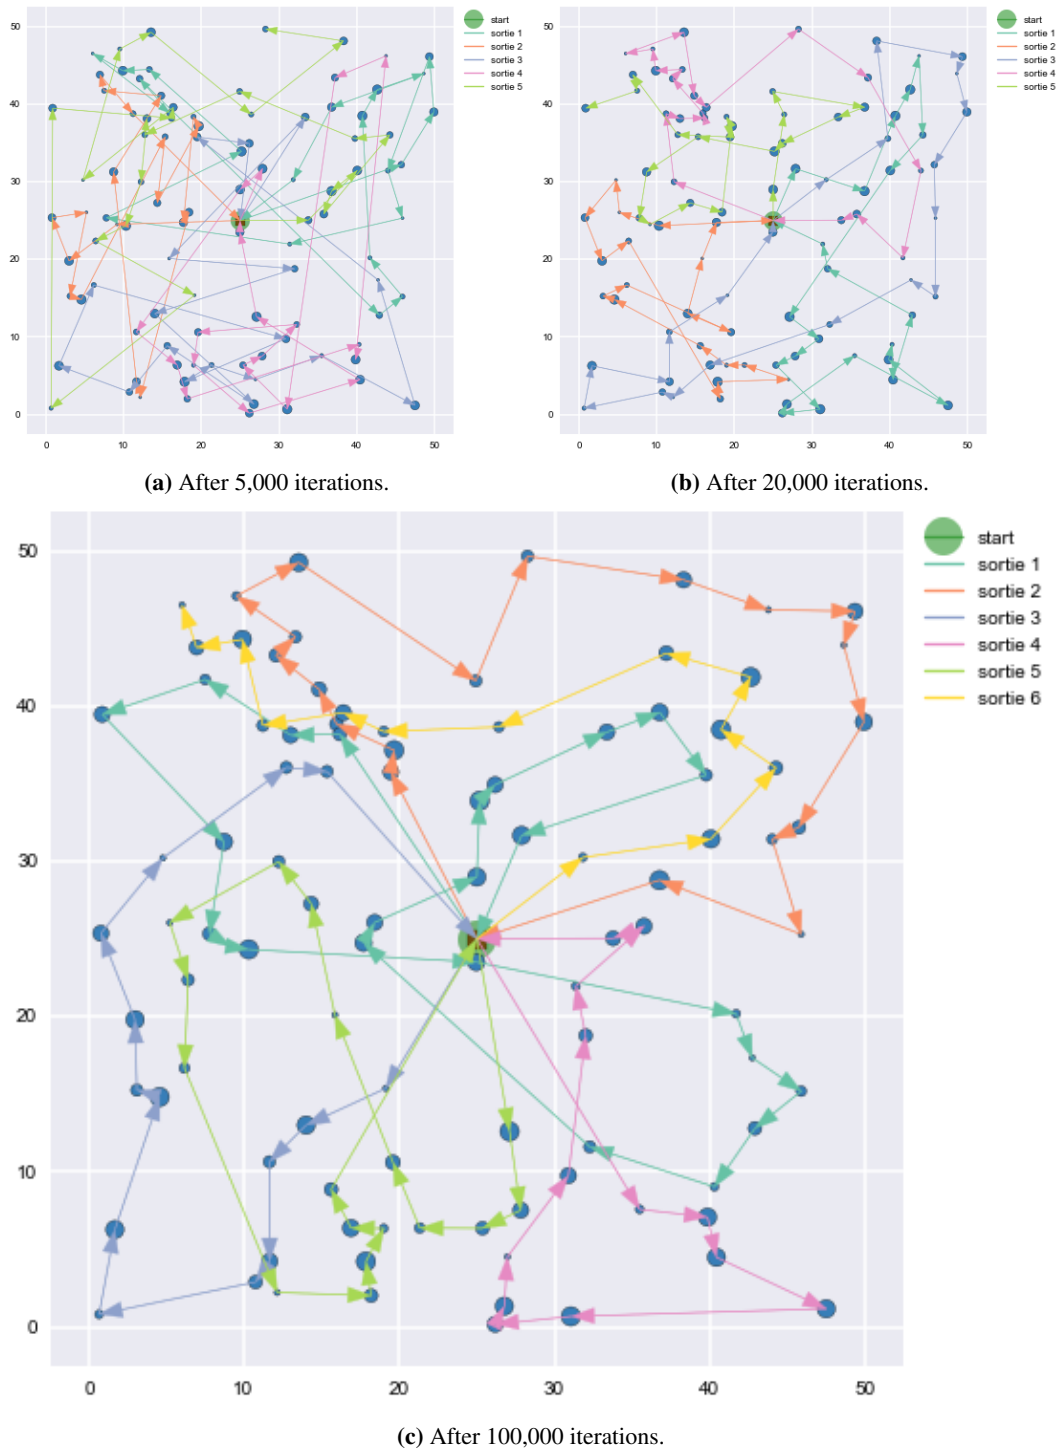 50
40
30
20
10
0
0 10 20 30 40 50
start
sortie 1
sortie 2
sortie 3
sortie 4
sortie 5
50
40
30
20
10
0
0 10 20 30 40 50
start
sortie 1
sortie 2
sortie 3
sortie 4
sortie 5
(a) After 5,000 iterations.
(b) After 20,000 iterations.
50
40
30
20
10
0
0 10 20 30 40 50
start
sortie 1
sortie 2
sortie 3
sortie 4
sortie 5
sortie 6
(c) After 100,000 iterations.